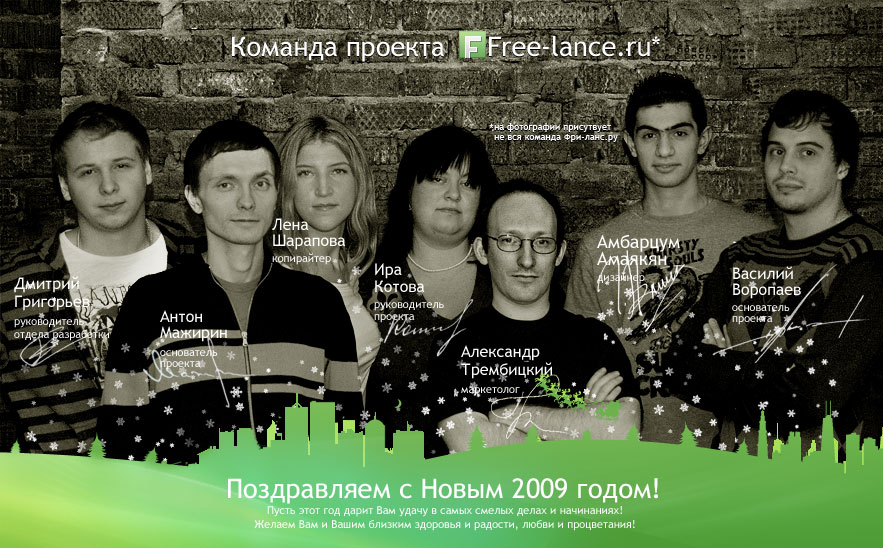 Команда проекта FFree-lance.ru*
*на фотографии присутвует
не вся команда Фри-ланс.ру
Лена
Шарапова
копирайтер
Амбарцум
Амаякян
дизайнер
Ира
Котова
руководитель
проекта
Василий
Воропаев
основатель
проекта
Дмитрий
Григорьев
руководитель
отдела разработки
Антон
Мажирин
основатель
проекта
Александр
Трембицкий
маркетолог
Поздравляем с Новым 2009 годом!
Пусть этот год дарит Вам удачу в самых смелых делах и начинаниях!
Желаем Вам и Вашим близким здоровья и радости, любви и процветания!